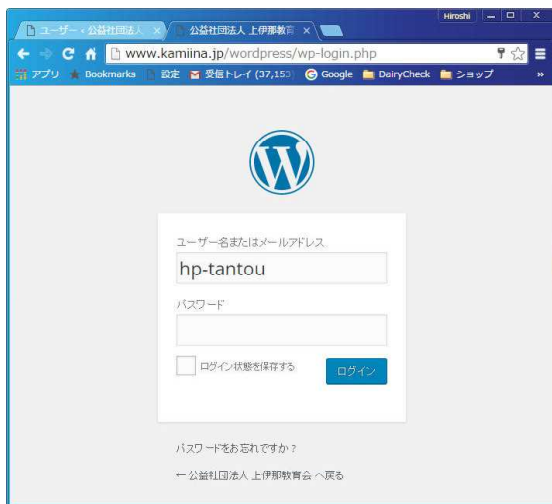 Hiroshi
ユーザー ‹ 公益社団法人
公益社団法人 上伊那教育
www.kamiina.jp/wordpress/wp-login.php
アプリ Bookmarks 設定 受信トレイ (37,153) Google DairyCheck ショップ »
ユーザー名またはメールアドレス
hp-tantou
パスワード
ログイン状態を保存する
ログイン
パスワードをお忘れですか ?
← 公益社団法人 上伊那教育会 へ戻る